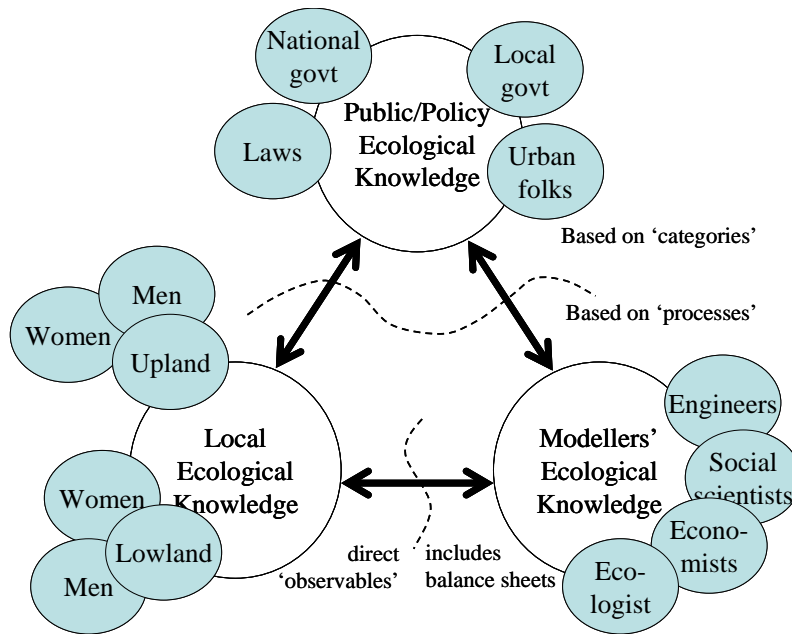 National
govt
Local
govt
Public/Policy
Ecological
Knowledge
Laws
Urban
folks
Based on ‘categories’
Based on ‘processes’
Men
Women
Upland
Local
Ecological
Knowledge
Women
Lowland
Men
Engineers
Modellers’
Ecological
Knowledge
Social
scientists
Econo-
mists
Eco-
logist
direct
‘observables’
includes
balance sheets